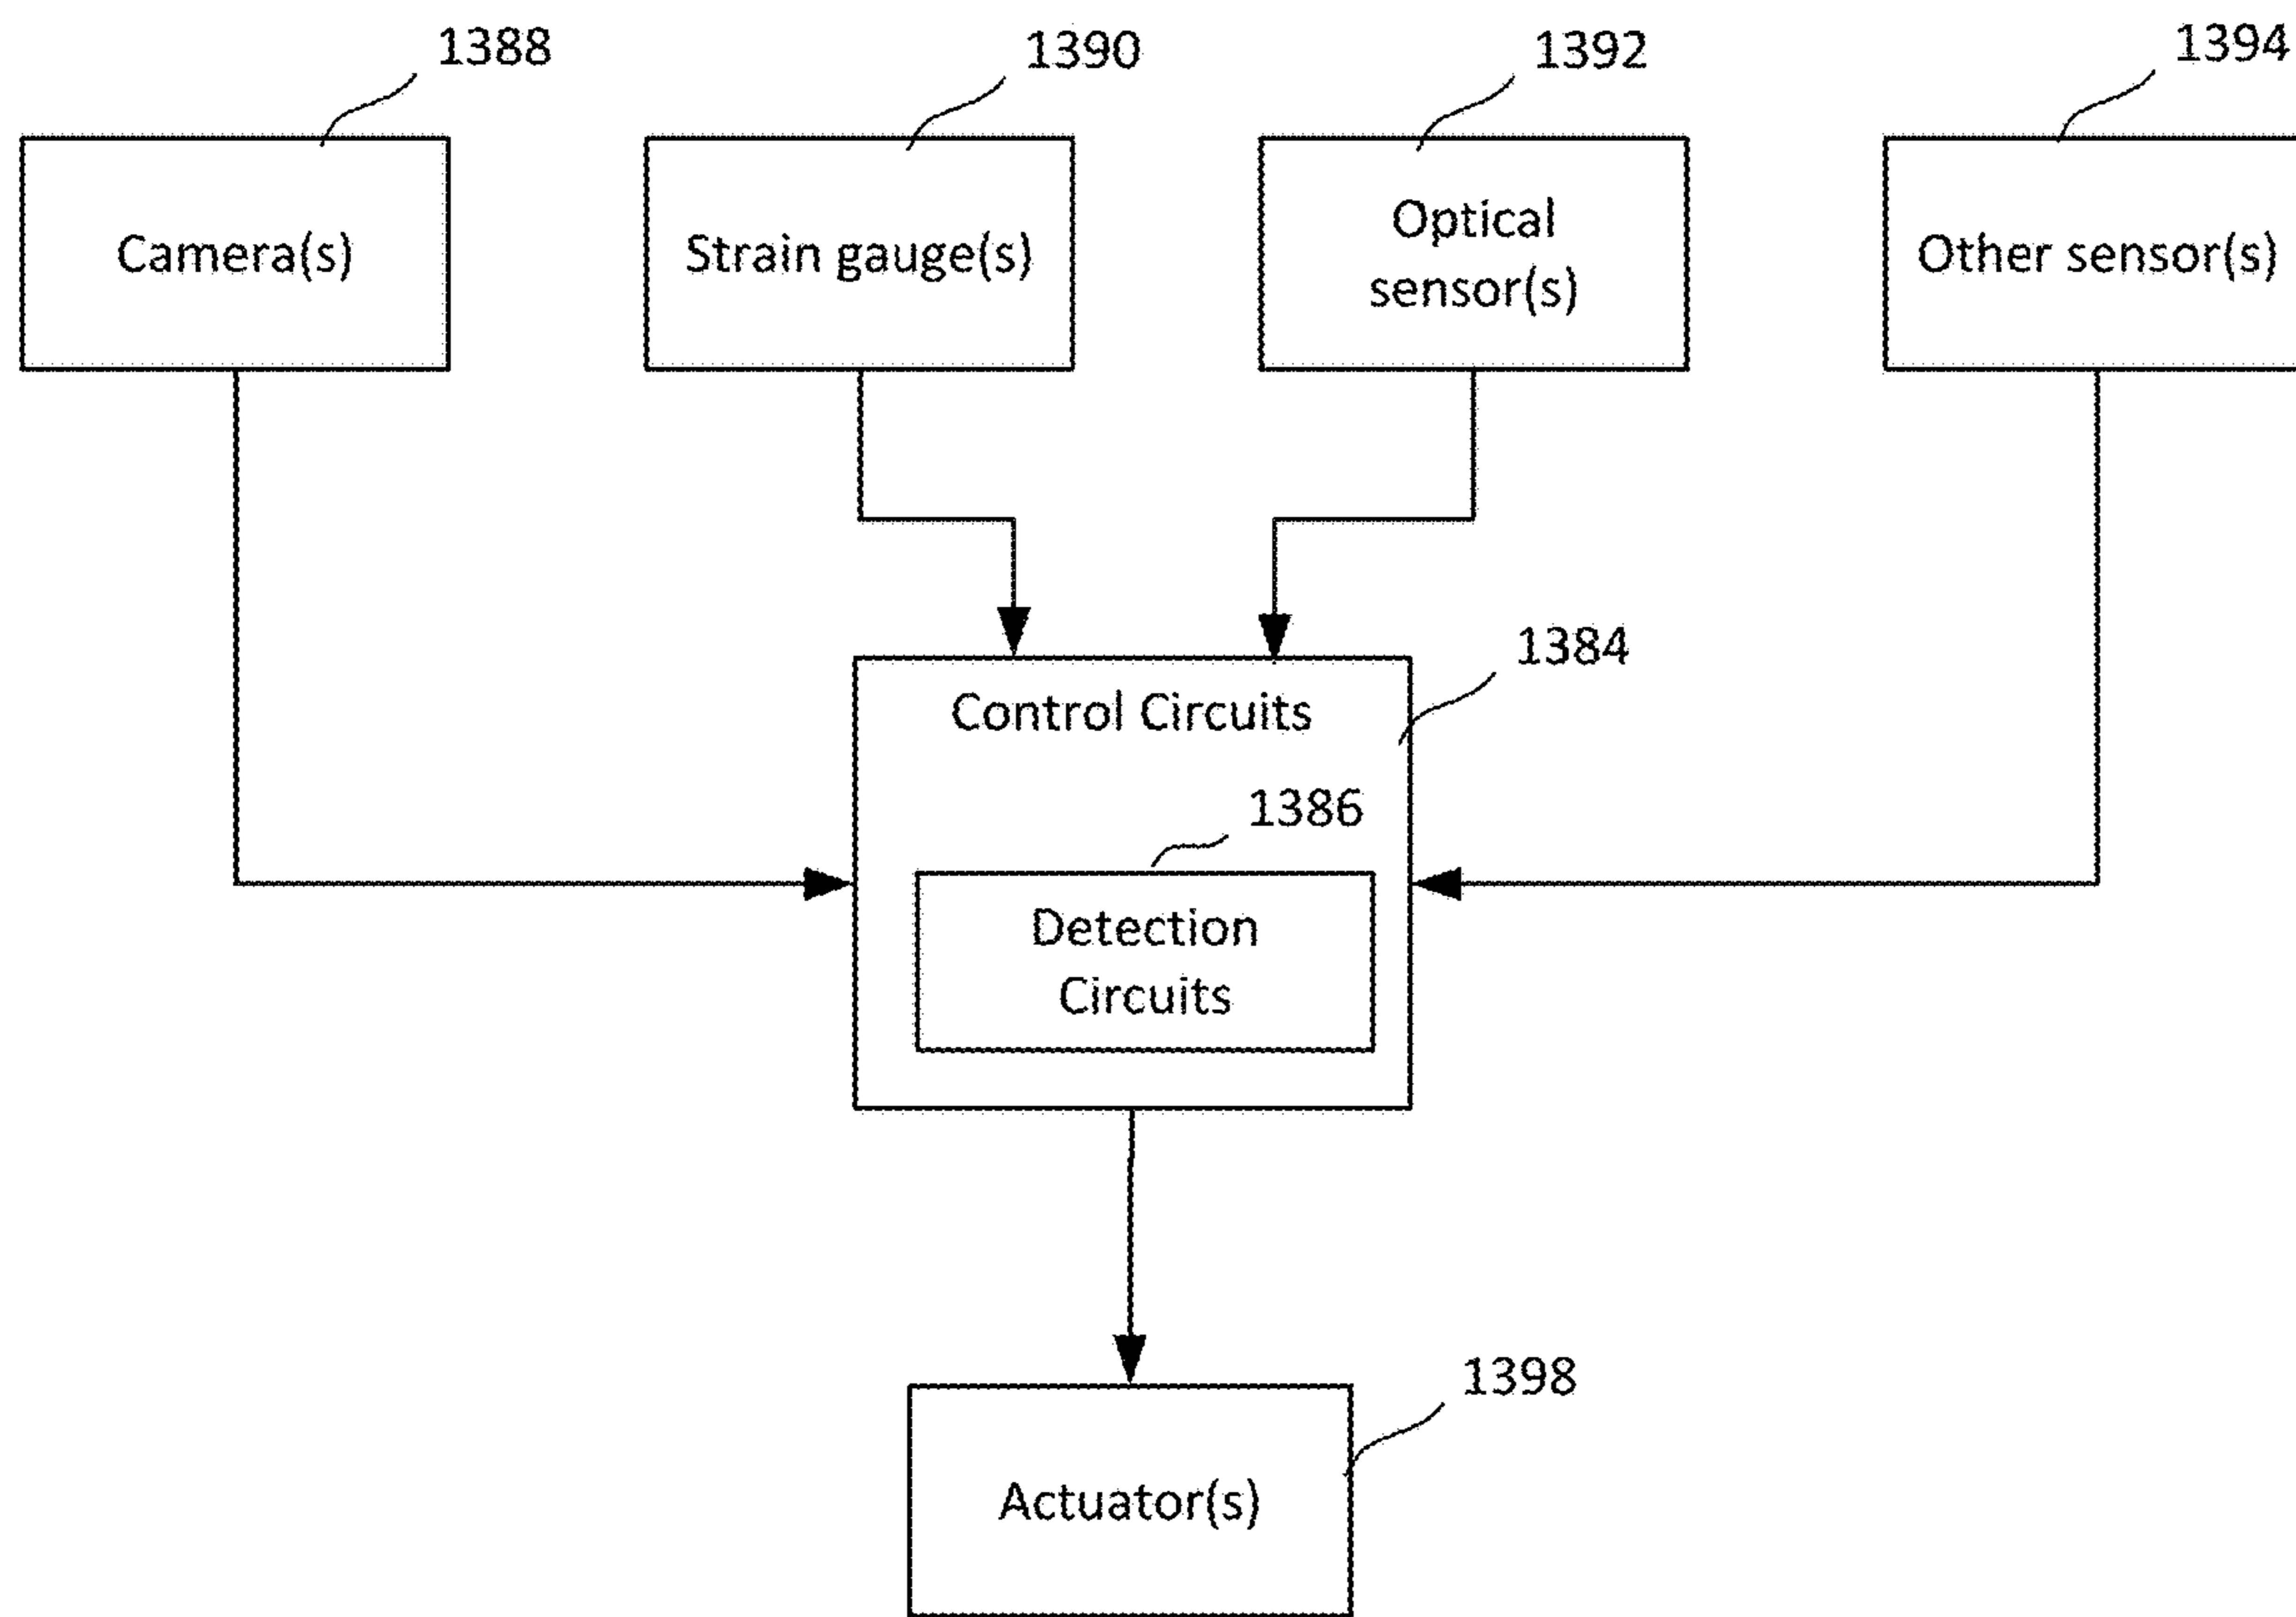 1388
1390
1392
1394
Camera(s)
Strain gauge(s)
Optical
sensor(s)
Other sensor(s)
1384
Control Circuits
1386
Detection
Circuits
1398
Actuator(s)